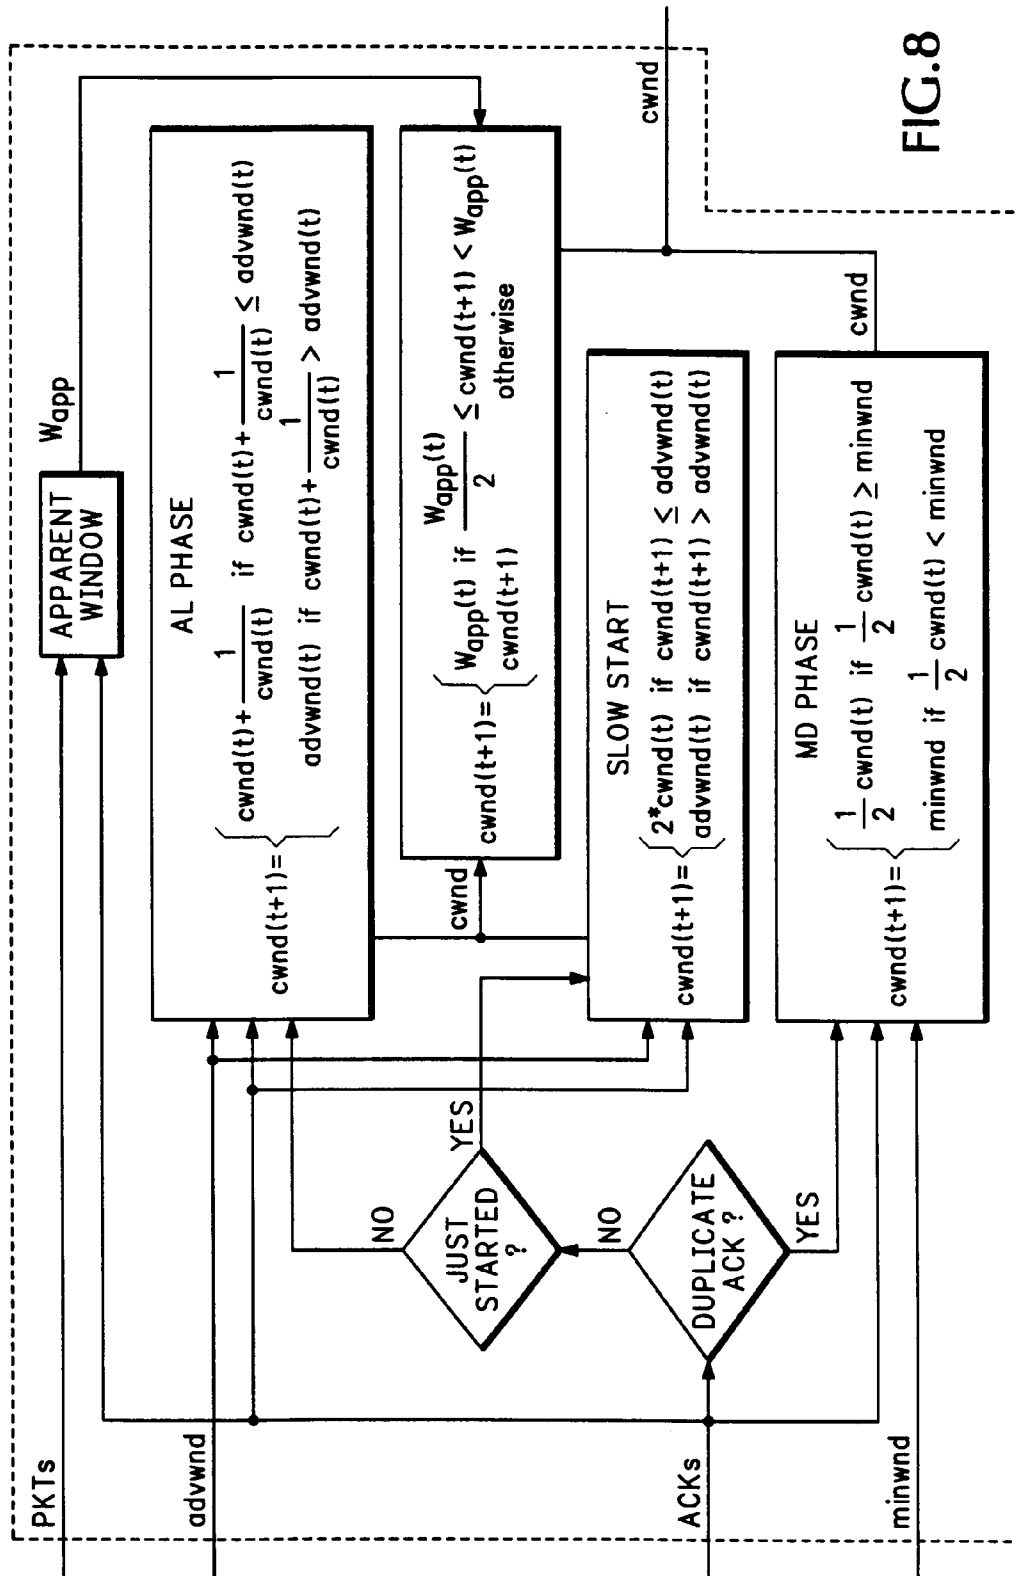 PKTs
advwnd
ACKs
minwnd
APPARENT
WINDOW
Wapp
AL PHASE
cwnd(t+1)= { cwnd(t)+ 1/cwnd(t) if cwnd(t)+ 1/cwnd(t) ≤ advwnd(t)
advwnd(t) if cwnd(t)+ 1/cwnd(t) > advwnd(t)
cwnd
cwnd(t+1)= { Wapp(t) if Wapp(t)/2 ≤ cwnd(t+1) < Wapp(t)
cwnd(t+1) otherwise
JUST
STARTED
?
NO
YES
SLOW START
cwnd(t+1)= { 2*cwnd(t) if cwnd(t+1) ≤ advwnd(t)
advwnd(t) if cwnd(t+1) > advwnd(t)
DUPLICATE
ACK ?
NO
YES
MD PHASE
cwnd(t+1)= { 1/2 cwnd(t) if 1/2 cwnd(t) ≥ minwnd
minwnd if 1/2 cwnd(t) < minwnd
cwnd
cwnd
FIG.8